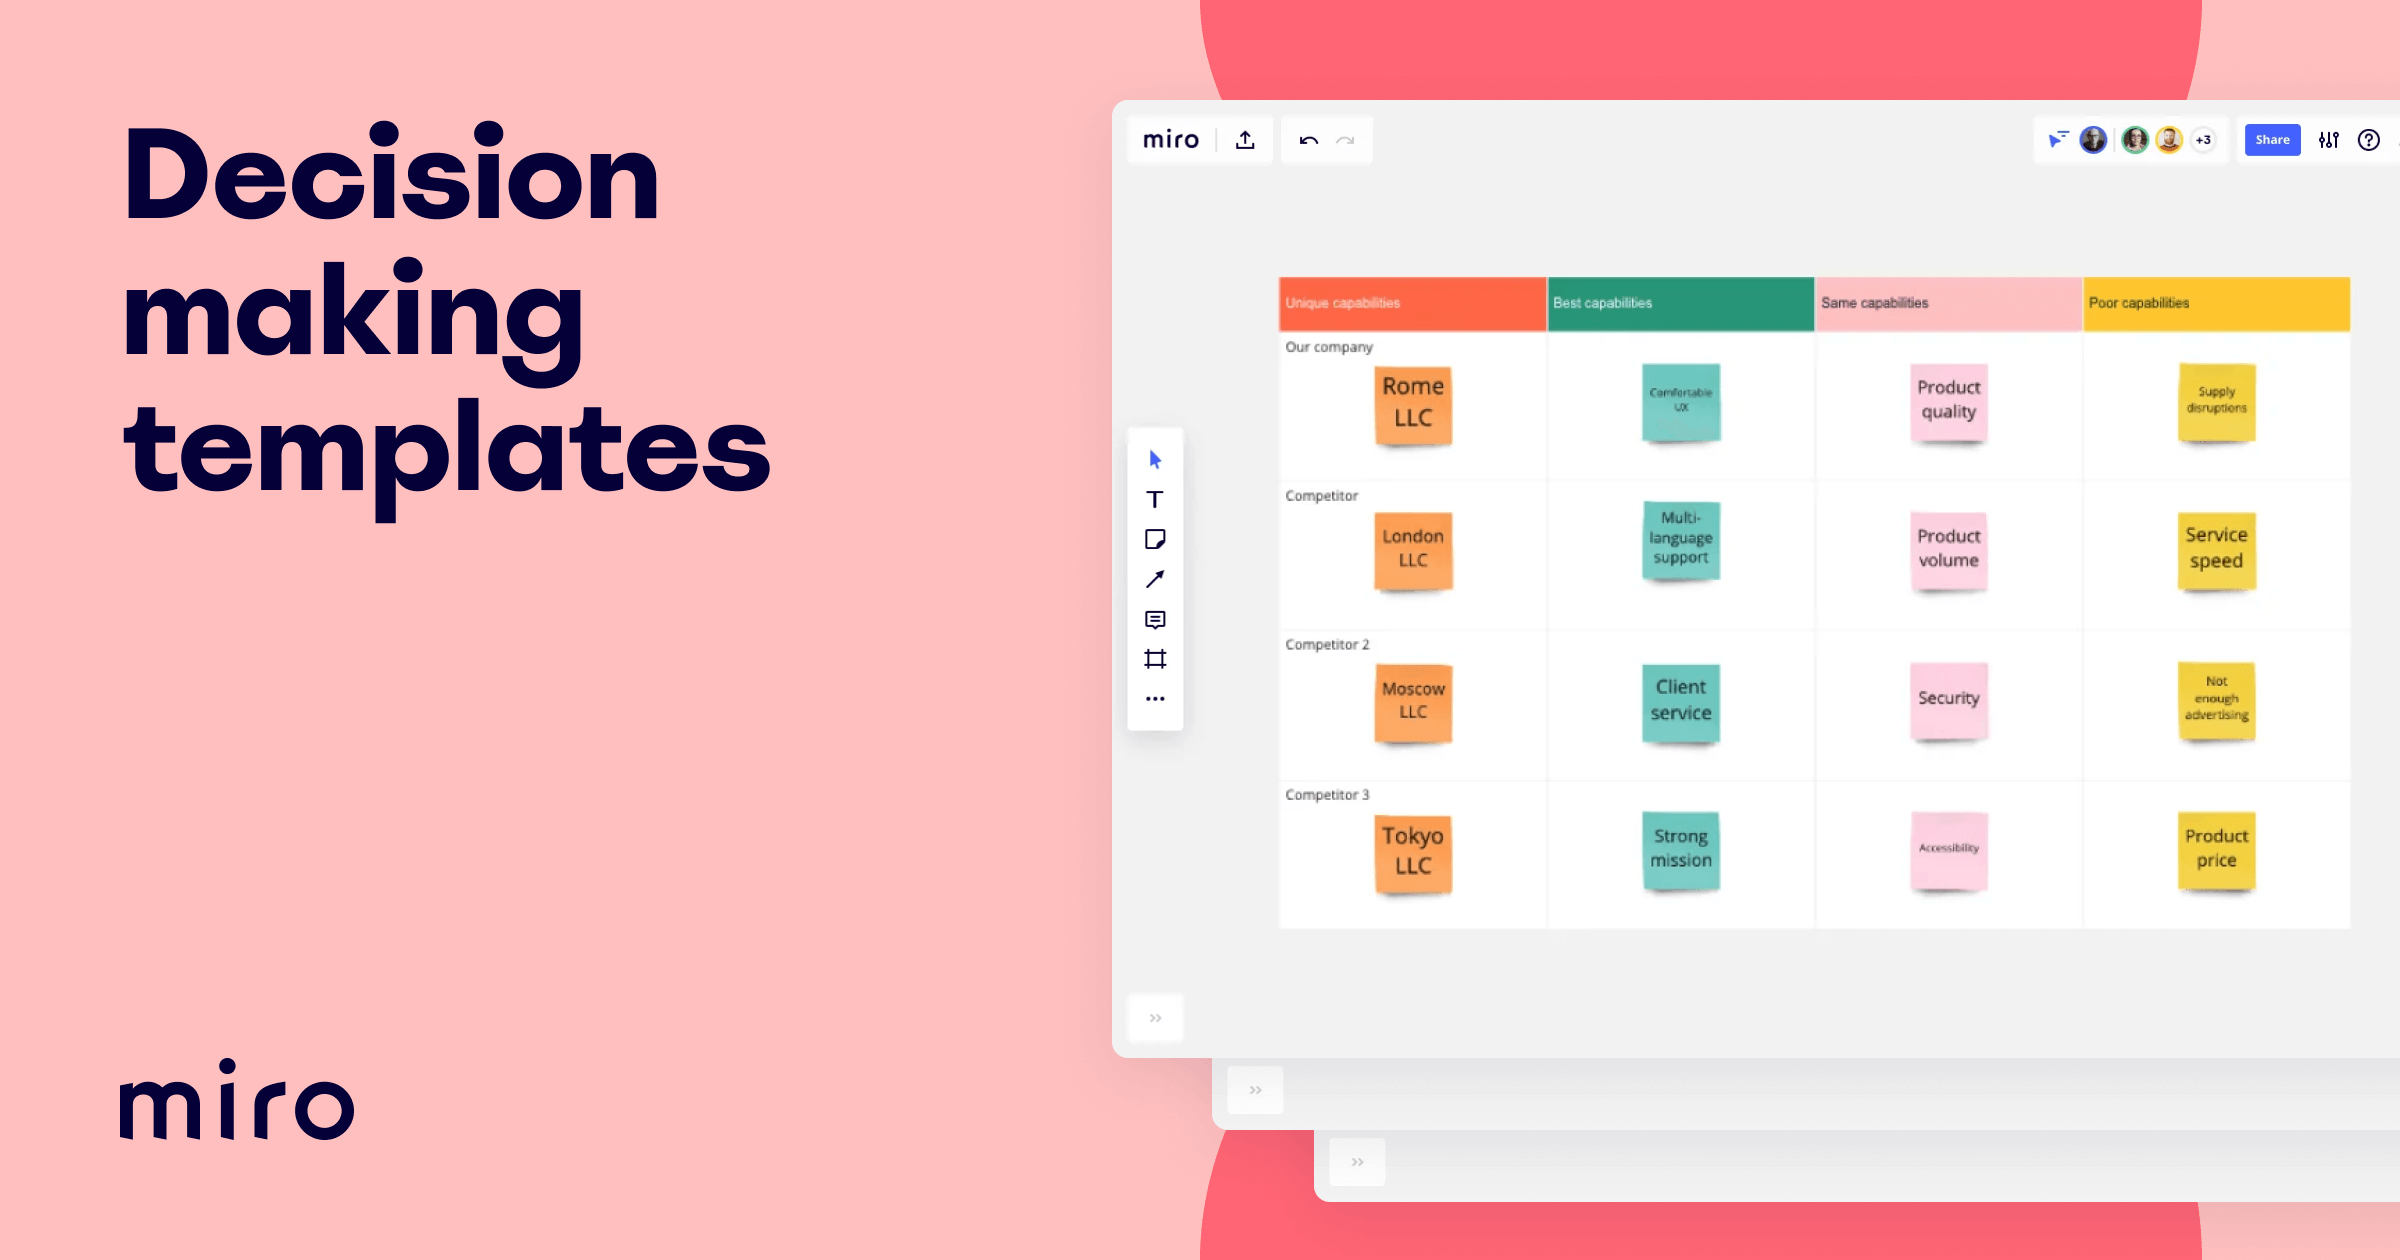 Decision
making
templates
miro
miro
+3
Share
Unique capabilities
Best capabilities
Same capabilities
Poor capabilities
Our company
Rome
LLC
Comfortable
UX
Product
quality
Supply
disruptions
Competitor
London
LLC
Multi-
language
support
Product
volume
Service
speed
Competitor 2
Moscow
LLC
Client
service
Security
Not
enough
advertising
Competitor 3
Tokyo
LLC
Strong
mission
Accessibility
Product
price